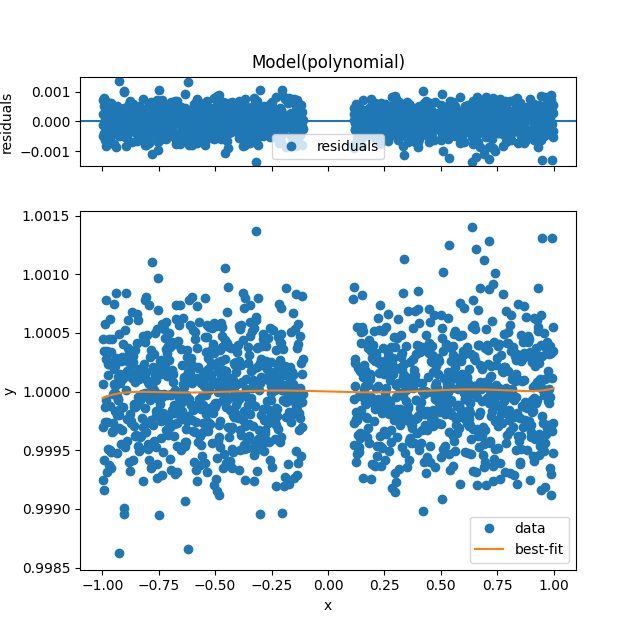 Model(polynomial)
0.001
0.000
−0.001
residuals
residuals
1.0015
1.0010
1.0005
1.0000
0.9995
0.9990
0.9985
y
data
best-fit
−1.00 −0.75 −0.50 −0.25 0.00 0.25 0.50 0.75 1.00
x